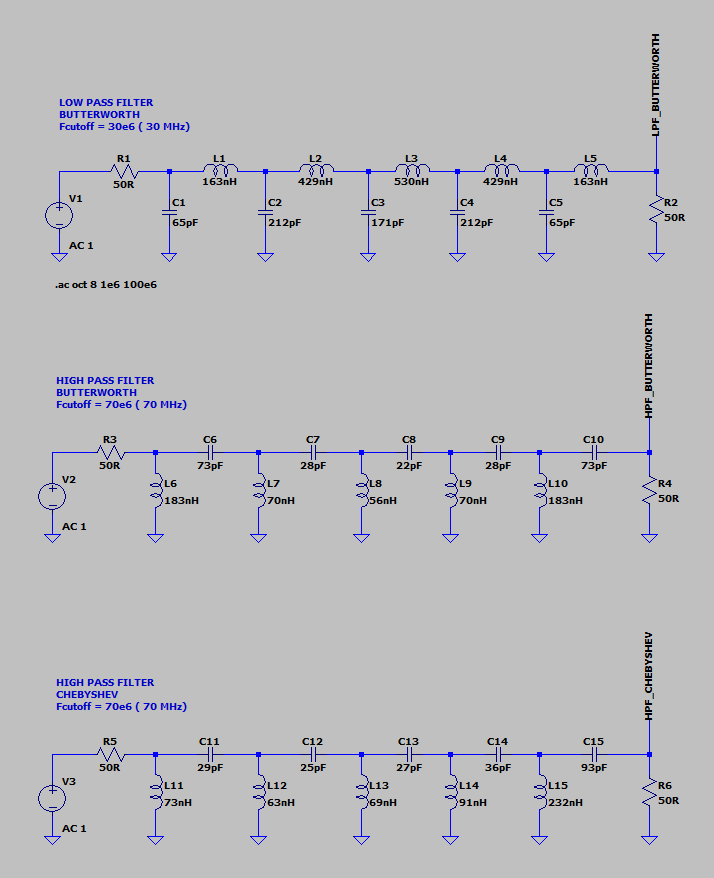 LPF_BUTTERWORTH
LOW PASS FILTER
BUTTERWORTH
Fcutoff = 30e6 ( 30 MHz)
R1 L1 L2 L3 L4 L5
50R 163nH 429nH 530nH 429nH 163nH
V1 C1 C2 C3 C4 C5 R2
65pF 212pF 171pF 212pF 65pF 50R
AC 1
.ac oct 8 1e6 100e6
HPF_BUTTERWORTH
HIGH PASS FILTER
BUTTERWORTH
Fcutoff = 70e6 ( 70 MHz)
R3 C6 C7 C8 C9 C10
50R 73pF 28pF 22pF 28pF 73pF
V2 L6 L7 L8 L9 L10 R4
183nH 70nH 56nH 70nH 183nH 50R
AC 1
HPF_CHEBYSHEV
HIGH PASS FILTER
CHEBYSHEV
Fcutoff = 70e6 ( 70 MHz)
R5 C11 C12 C13 C14 C15
50R 29pF 25pF 27pF 36pF 93pF
V3 L11 L12 L13 L14 L15 R6
73nH 63nH 69nH 91nH 232nH 50R
AC 1